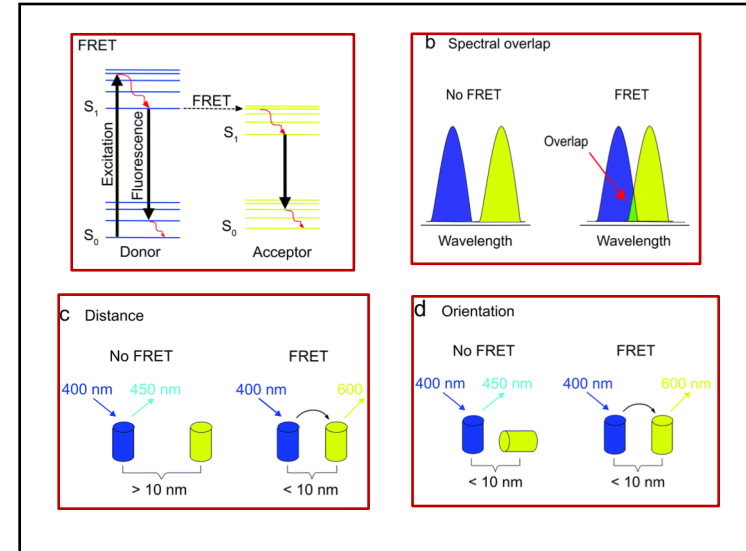 FRET
S1
Excitation
Fluorescence
FRET
S1
S0
Donor
S0
Acceptor
b Spectral overlap
No FRET
FRET
Overlap
Wavelength
Wavelength
c Distance
No FRET
FRET
400 nm
450 nm
400 nm
600
> 10 nm
< 10 nm
d Orientation
No FRET
FRET
400 nm
450 nm
400 nm
600 nm
< 10 nm
< 10 nm